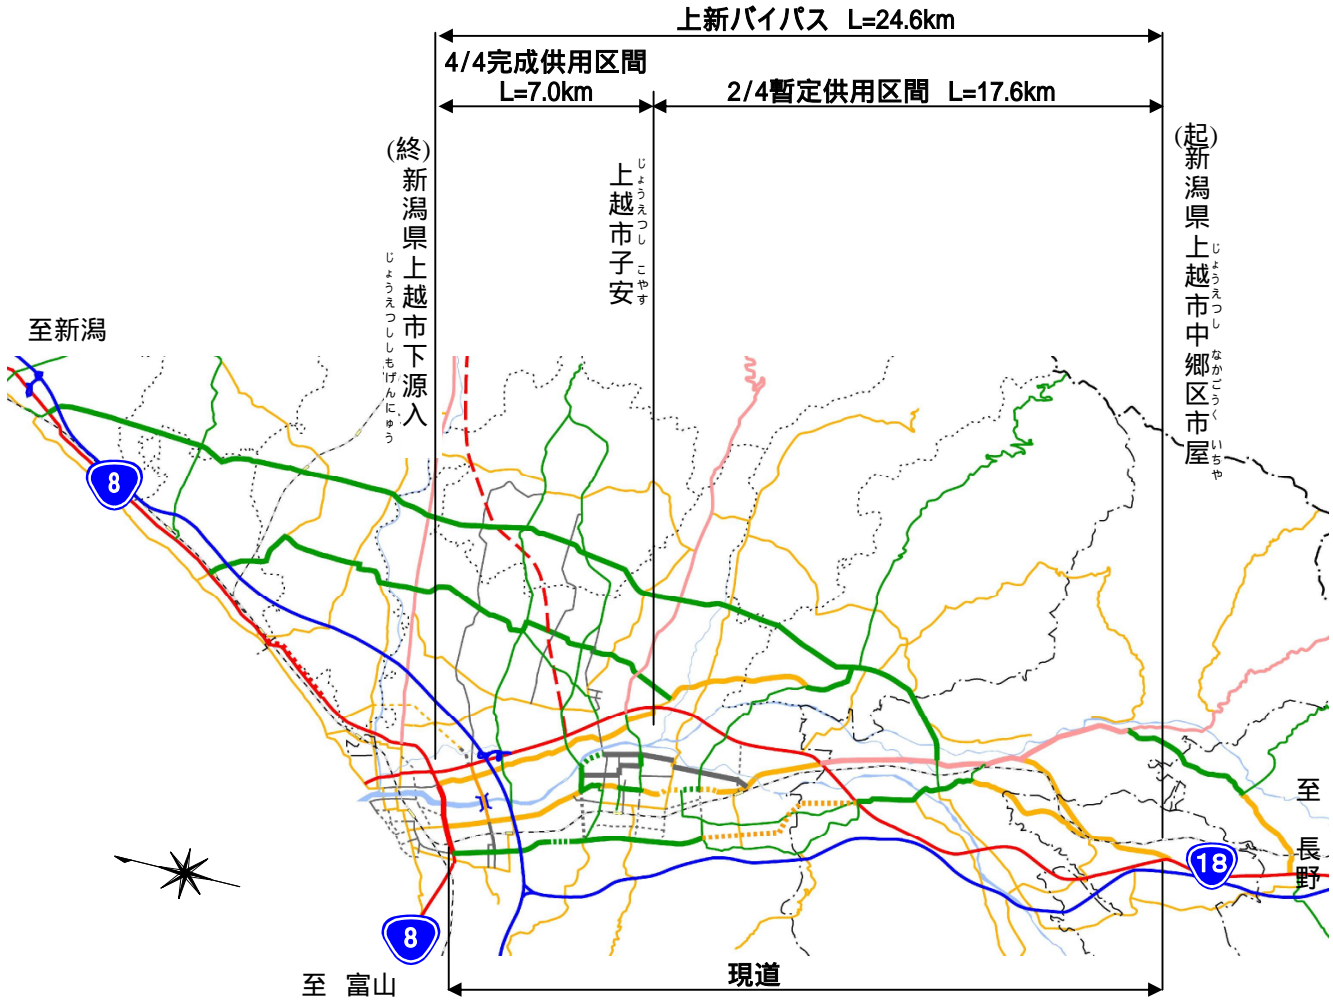 上新バイパス L=24.6km
4/4完成供用区間
L=7.0km
2/4暫定供用区間 L=17.6km
(終)
新潟県上越市下源入
じょうえつししもげんにゅう
上越市子安
じょうえつし こやす
(起)
新潟県上越市中郷区市屋
じょうえつし なかごうく いちや
至新潟
8
至長野
18
8
至 富山
現道